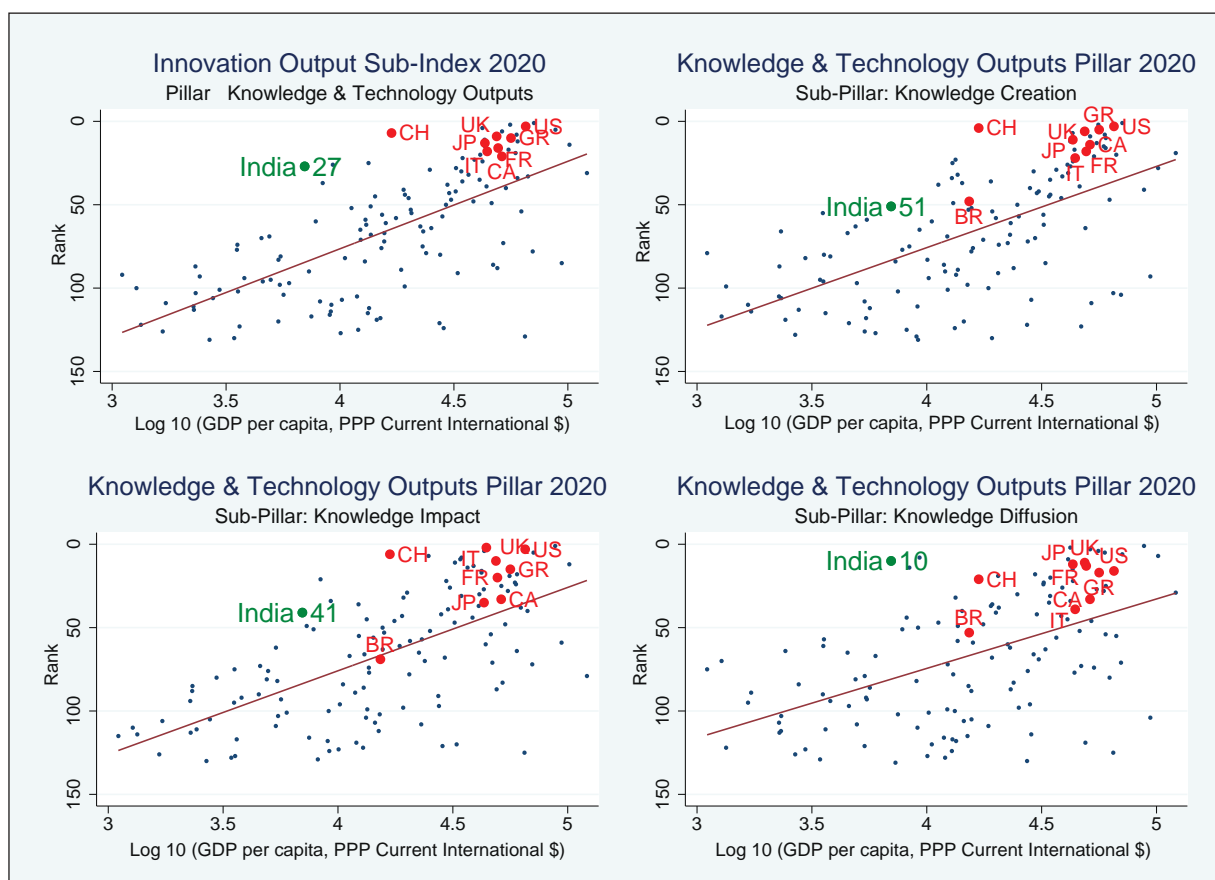 Innovation Output Sub-Index 2020
Pillar Knowledge & Technology Outputs
Rank
0
50
100
150
CH
UK
US
JP
GR
IT
FR
CA
India 27
3 3.5 4 4.5 5
Log 10 (GDP per capita, PPP Current International $)
Knowledge & Technology Outputs Pillar 2020
Sub-Pillar: Knowledge Creation
Rank
0
50
100
150
CH
GR
UK
US
JP
CA
FR
IT
BR
India 51
3 3.5 4 4.5 5
Log 10 (GDP per capita, PPP Current International $)
Knowledge & Technology Outputs Pillar 2020
Sub-Pillar: Knowledge Impact
Rank
0
50
100
150
CH
IT
UK
US
FR
GR
JP
CA
BR
India 41
3 3.5 4 4.5 5
Log 10 (GDP per capita, PPP Current International $)
Knowledge & Technology Outputs Pillar 2020
Sub-Pillar: Knowledge Diffusion
Rank
0
50
100
150
India 10
CH
JP
UK
US
FR
GR
CA
IT
BR
3 3.5 4 4.5 5
Log 10 (GDP per capita, PPP Current International $)